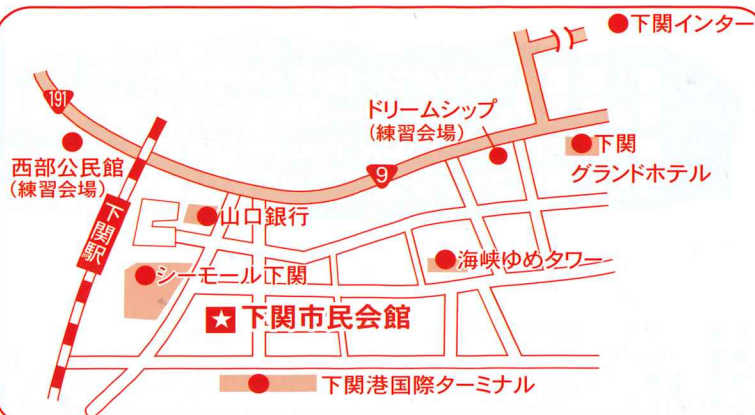 下関インター
191
ドリームシップ
(練習会場)
西部公民館
(練習会場)
9
下関
グランドホテル
下関駅
山口銀行
海峡ゆめタワー
シーモール下関
下関市民会館
下関港国際ターミナル